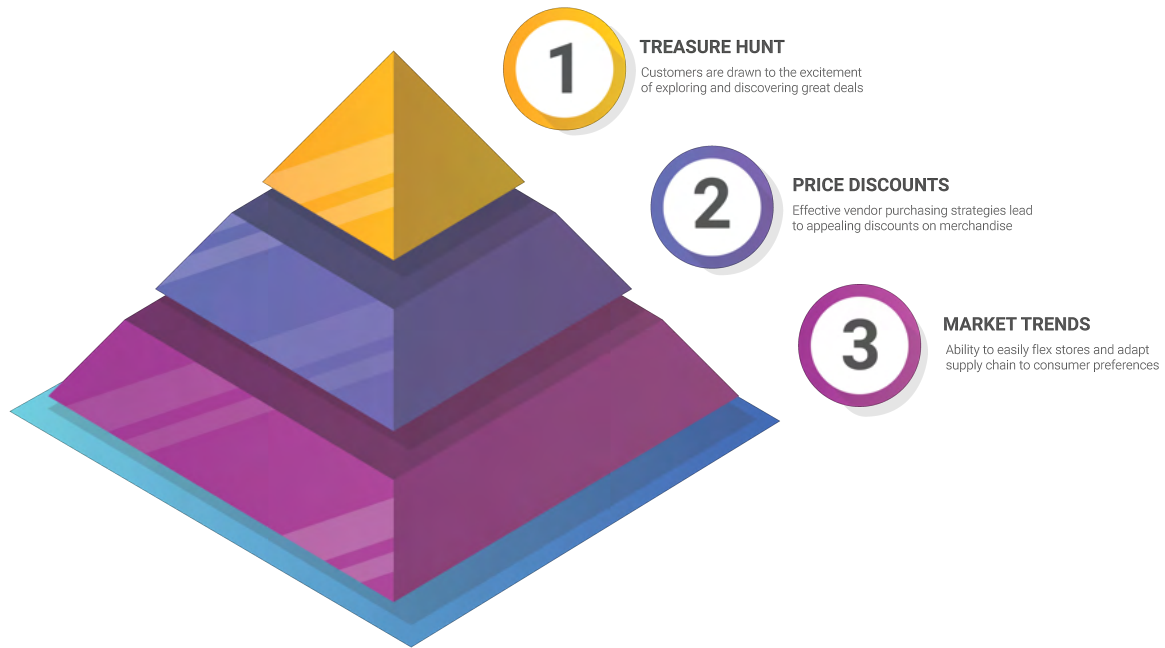 1
TREASURE HUNT
Customers are drawn to the excitement
of exploring and discovering great deals
2
PRICE DISCOUNTS
Effective vendor purchasing strategies lead
to appealing discounts on merchandise
3
MARKET TRENDS
Ability to easily flex stores and adapt
supply chain to consumer preferences